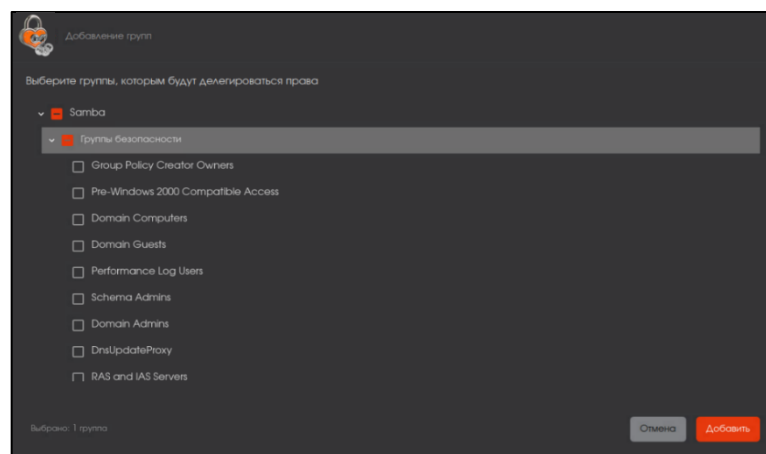 Добавление групп
Выберите группы, которым будут делегироваться права
Samba
Группы безопасности
Group Policy Creator Owners
Pre-Windows 2000 Compatible Access
Domain Computers
Domain Guests
Performance Log Users
Schema Admins
Domain Admins
DnsUpdateProxy
RAS and IAS Servers
Выбрано: 1 группа
Отмена
Добавить